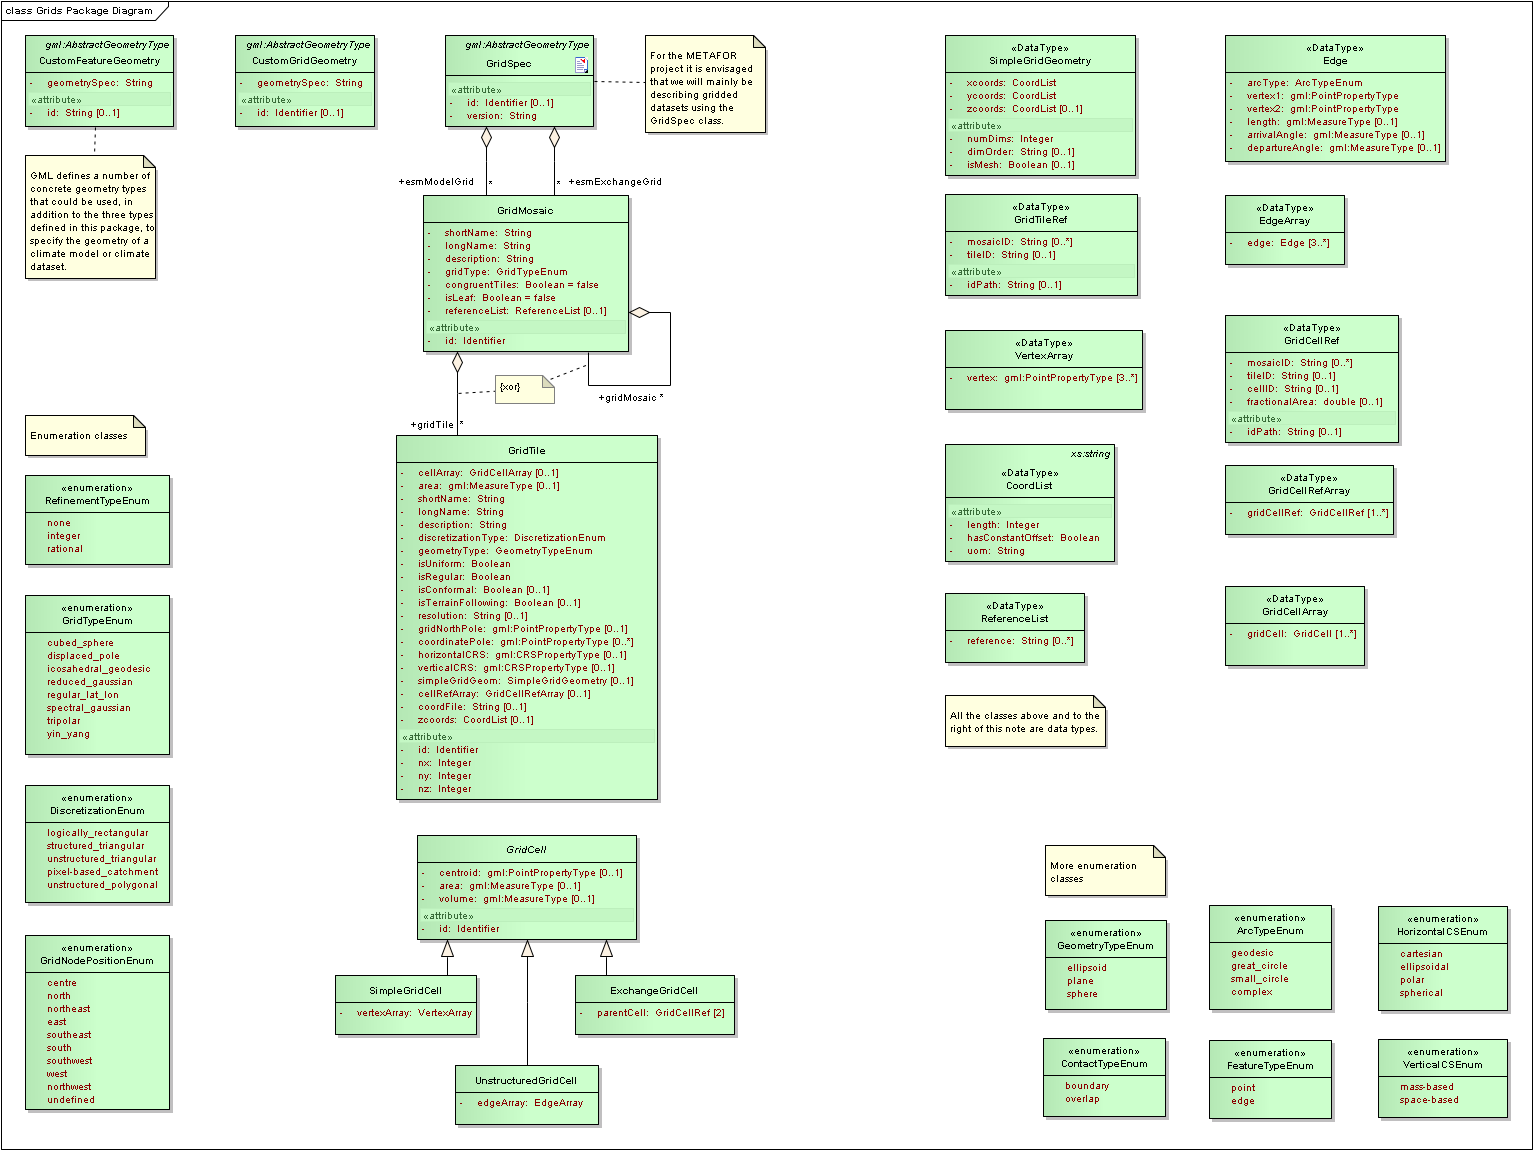 class Grids Package Diagram
gml:AbstractGeometryType
CustomFeatureGeometry
- geometrySpec: String
«attribute»
- id: String [0..1]
GML defines a number of
concrete geometry types
that could be used, in
addition to the three types
defined in this package, to
specify the geometry of a
climate model or climate
dataset.
gml:AbstractGeometryType
CustomGridGeometry
- geometrySpec: String
«attribute»
- id: Identifier [0..1]
gml:AbstractGeometryType
GridSpec
«attribute»
- id: Identifier [0..1]
- version: String
For the METAFOR
project it is envisaged
that we will mainly be
describing gridded
datasets using the
GridSpec class.
+esmModelGrid *
* +esmExchangeGrid
GridMosaic
- shortName: String
- longName: String
- description: String
- gridType: GridTypeEnum
- congruentTiles: Boolean = false
- isLeaf: Boolean = false
- referenceList: ReferenceList [0..1]
«attribute»
- id: Identifier
{xor}
+gridMosaic *
+gridTile *
GridTile
- cellArray: GridCellArray [0..1]
- area: gml:MeasureType [0..1]
- shortName: String
- longName: String
- description: String
- discretizationType: DiscretizationEnum
- geometryType: GeometryTypeEnum
- isUniform: Boolean
- isRegular: Boolean
- isConformal: Boolean [0..1]
- isTerrainFollowing: Boolean [0..1]
- resolution: String [0..1]
- gridNorthPole: gml:PointPropertyType [0..1]
- coordinatePole: gml:PointPropertyType [0..*]
- horizontalCRS: gml:CRSPropertyType [0..1]
- verticalCRS: gml:CRSPropertyType [0..1]
- simpleGridGeom: SimpleGridGeometry [0..1]
- cellRefArray: GridCellRefArray [0..1]
- coordFile: String [0..1]
- zcoords: CoordList [0..1]
«attribute»
- id: Identifier
- nx: Integer
- ny: Integer
- nz: Integer
GridCell
- centroid: gml:PointPropertyType [0..1]
- area: gml:MeasureType [0..1]
- volume: gml:MeasureType [0..1]
«attribute»
- id: Identifier
SimpleGridCell
- vertexArray: VertexArray
ExchangeGridCell
- parentCell: GridCellRef [2]
UnstructuredGridCell
- edgeArray: EdgeArray
Enumeration classes
«enumeration»
RefinementTypeEnum
none
integer
rational
«enumeration»
GridTypeEnum
cubed_sphere
displaced_pole
icosahedral_geodesic
reduced_gaussian
regular_lat_lon
spectral_gaussian
tripolar
yin_yang
«enumeration»
DiscretizationEnum
logically_rectangular
structured_triangular
unstructured_triangular
pixel-based_catchment
unstructured_polygonal
«enumeration»
GridNodePositionEnum
centre
north
northeast
east
southeast
south
southwest
west
northwest
undefined
«DataType»
SimpleGridGeometry
- xcoords: CoordList
- ycoords: CoordList
- zcoords: CoordList [0..1]
«attribute»
- numDims: Integer
- dimOrder: String [0..1]
- isMesh: Boolean [0..1]
«DataType»
GridTileRef
- mosaicID: String [0..*]
- tileID: String [0..1]
«attribute»
- idPath: String [0..1]
«DataType»
VertexArray
- vertex: gml:PointPropertyType [3..*]
xs:string
«DataType»
CoordList
«attribute»
- length: Integer
- hasConstantOffset: Boolean
- uom: String
«DataType»
ReferenceList
- reference: String [0..*]
All the classes above and to the
right of this note are data types.
«DataType»
Edge
- arcType: ArcTypeEnum
- vertex1: gml:PointPropertyType
- vertex2: gml:PointPropertyType
- length: gml:MeasureType [0..1]
- arrivalAngle: gml:MeasureType [0..1]
- departureAngle: gml:MeasureType [0..1]
«DataType»
EdgeArray
- edge: Edge [3..*]
«DataType»
GridCellRef
- mosaicID: String [0..*]
- tileID: String [0..1]
- cellID: String [0..1]
- fractionalArea: double [0..1]
«attribute»
- idPath: String [0..1]
«DataType»
GridCellRefArray
- gridCellRef: GridCellRef [1..*]
«DataType»
GridCellArray
- gridCell: GridCell [1..*]
More enumeration
classes
«enumeration»
GeometryTypeEnum
ellipsoid
plane
sphere
«enumeration»
ArcTypeEnum
geodesic
great_circle
small_circle
complex
«enumeration»
HorizontalCSEnum
cartesian
ellipsoidal
polar
spherical
«enumeration»
ContactTypeEnum
boundary
overlap
«enumeration»
FeatureTypeEnum
point
edge
«enumeration»
VerticalCSEnum
mass-based
space-based